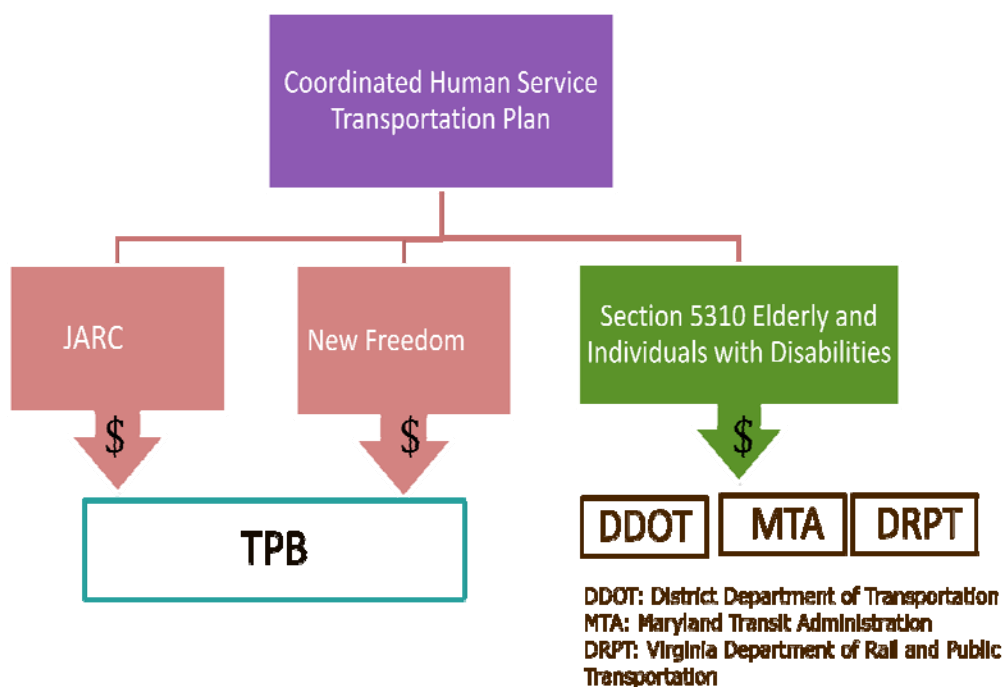 Coordinated Human Service
Transportation Plan
JARC
New Freedom
Section 5310 Elderly and
Individuals with Disabilities
$
$
$
TPB
DDOT
MTA
DRPT
DDOT: District Department of Transportation
MTA: Maryland Transit Administration
DRPT: Virginia Department of Rail and Public
Transportation